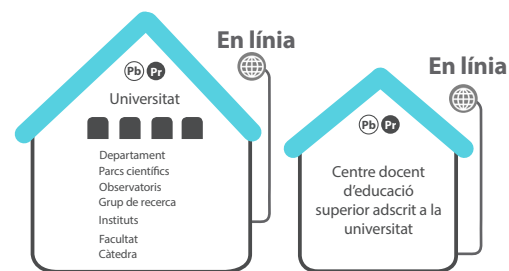 En línia
Pb Pr
Universitat
Departament
Parcs científics
Observatoris
Grup de recerca
Instituts
Facultat
Càtedra
En línia
Pb Pr
Centre docent
d'educació
superior adscrit a la
universitat